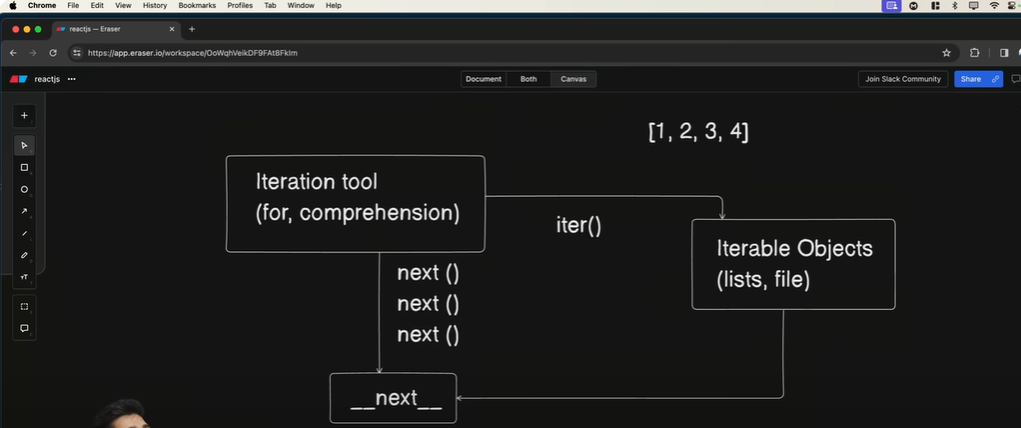 Chrome File Edit View History Bookmarks Profiles Tab Window Help
reactjs — Eraser
https://app.eraser.io/workspace/OoWqhVeikDF9FAt8FkIm
reactjs
Document Both Canvas
Join Slack Community
Share
[1, 2, 3, 4]
Iteration tool
(for, comprehension)
iter()
Iterable Objects
(lists, file)
next ()
next ()
next ()
__next__